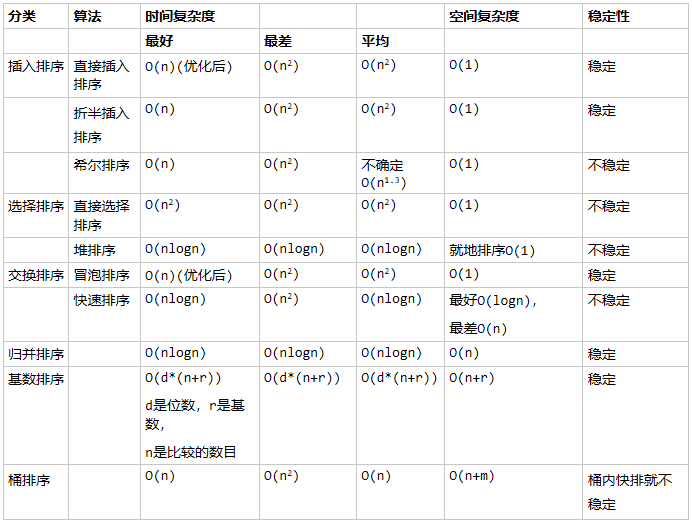 分类 算法 时间复杂度 空间复杂度 稳定性
最好 最差 平均
插入排序 直接插入排序 O(n)(优化后) O(n²) O(n²) O(1) 稳定
折半插入排序 O(n) O(n²) O(n²) O(1) 稳定
希尔排序 O(n) O(n²) 不确定 O(1) 不稳定
O(n¹·³)
选择排序 直接选择排序 O(n²) O(n²) O(n²) O(1) 不稳定
堆排序 O(nlogn) O(nlogn) O(nlogn) 就地排序O(1) 不稳定
交换排序 冒泡排序 O(n)(优化后) O(n²) O(n²) O(1) 稳定
快速排序 O(nlogn) O(n²) O(nlogn) 最好O(logn), 不稳定
最差O(n)
归并排序 O(nlogn) O(nlogn) O(nlogn) O(n) 稳定
基数排序 O(d*(n+r)) O(d*(n+r)) O(d*(n+r)) O(n+r) 稳定
d是位数，r是基数，
n是比较的数目
桶排序 O(n) O(n²) O(n) O(n+m) 桶内快排就不稳定